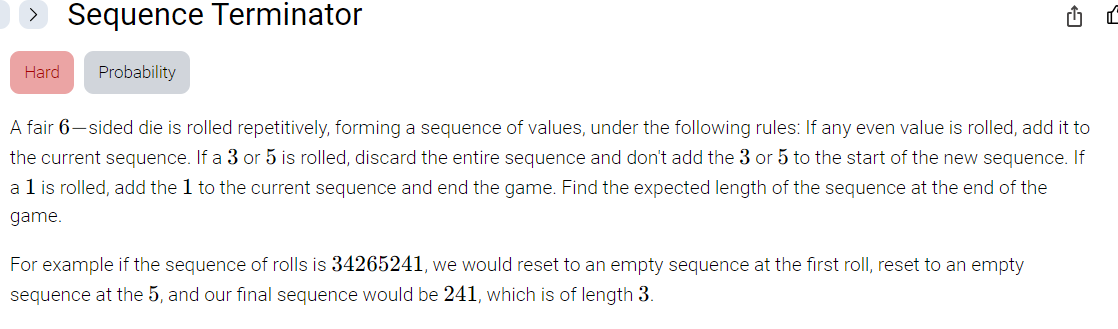 Sequence Terminator
Hard
Probability
A fair 6−sided die is rolled repetitively, forming a sequence of values, under the following rules: If any even value is rolled, add it to
the current sequence. If a 3 or 5 is rolled, discard the entire sequence and don't add the 3 or 5 to the start of the new sequence. If
a 1 is rolled, add the 1 to the current sequence and end the game. Find the expected length of the sequence at the end of the
game.
For example if the sequence of rolls is 34265241, we would reset to an empty sequence at the first roll, reset to an empty
sequence at the 5, and our final sequence would be 241, which is of length 3.